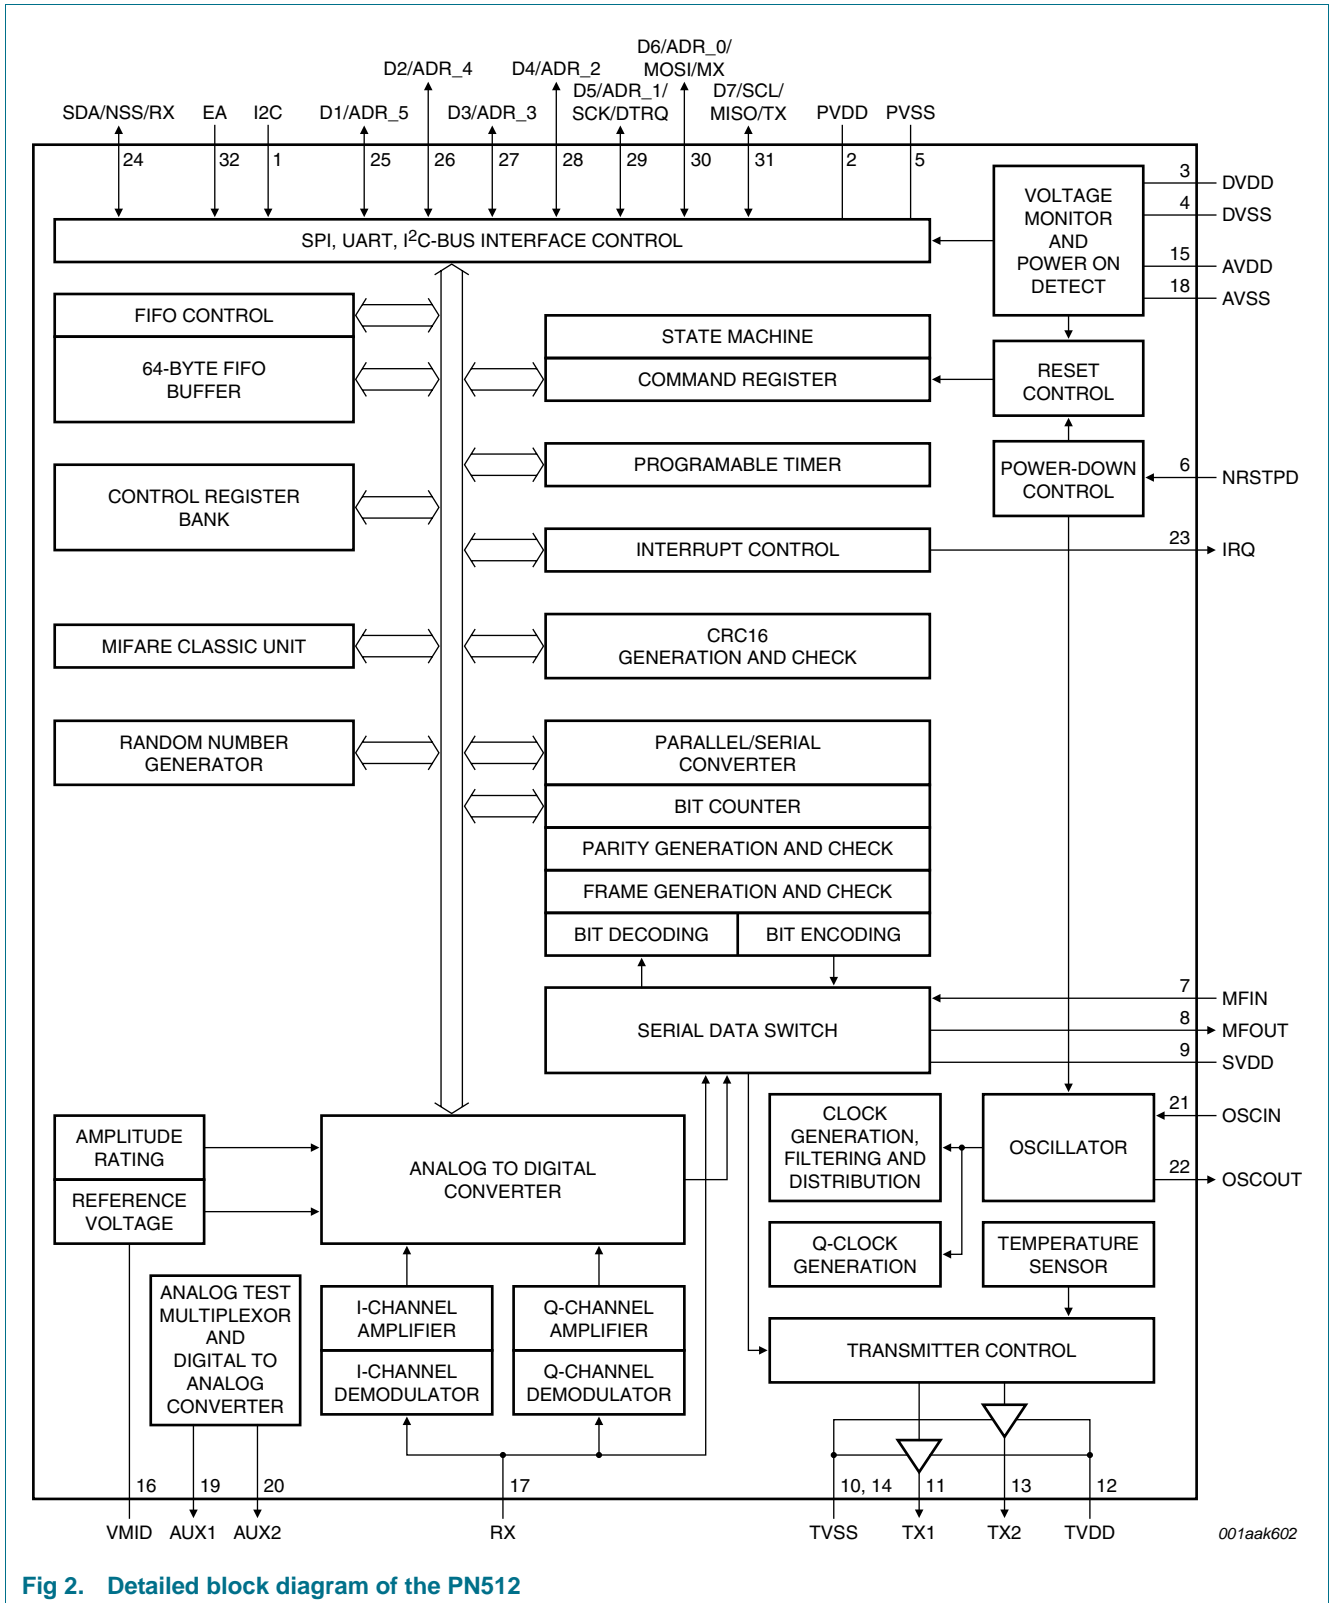 D6/ADR_0/
MOSI/MX
D2/ADR_4
D4/ADR_2
D5/ADR_1/
SCK/DTRQ
D7/SCL/
MISO/TX
SDA/NSS/RX
EA
I2C
D1/ADR_5
D3/ADR_3
PVDD
PVSS
24
32
1
25
26
27
28
29
30
31
2
5
SPI, UART, I2C-BUS INTERFACE CONTROL
VOLTAGE
MONITOR
AND
POWER ON
DETECT
3
DVDD
4
DVSS
15
AVDD
18
AVSS
FIFO CONTROL
64-BYTE FIFO
BUFFER
STATE MACHINE
COMMAND REGISTER
RESET
CONTROL
CONTROL REGISTER
BANK
PROGRAMABLE TIMER
POWER-DOWN
CONTROL
6
NRSTPD
INTERRUPT CONTROL
23
IRQ
MIFARE CLASSIC UNIT
CRC16
GENERATION AND CHECK
RANDOM NUMBER
GENERATOR
PARALLEL/SERIAL
CONVERTER
BIT COUNTER
PARITY GENERATION AND CHECK
FRAME GENERATION AND CHECK
BIT DECODING
BIT ENCODING
SERIAL DATA SWITCH
7
MFIN
8
MFOUT
9
SVDD
AMPLITUDE
RATING
REFERENCE
VOLTAGE
ANALOG TO DIGITAL
CONVERTER
CLOCK
GENERATION,
FILTERING AND
DISTRIBUTION
OSCILLATOR
21
OSCIN
22
OSCOUT
Q-CLOCK
GENERATION
TEMPERATURE
SENSOR
ANALOG TEST
MULTIPLEXOR
AND
DIGITAL TO
ANALOG
CONVERTER
I-CHANNEL
AMPLIFIER
I-CHANNEL
DEMODULATOR
Q-CHANNEL
AMPLIFIER
Q-CHANNEL
DEMODULATOR
TRANSMITTER CONTROL
16
19
20
17
10, 14
11
13
12
VMID
AUX1
AUX2
RX
TVSS
TX1
TX2
TVDD
001aak602
Fig 2. Detailed block diagram of the PN512